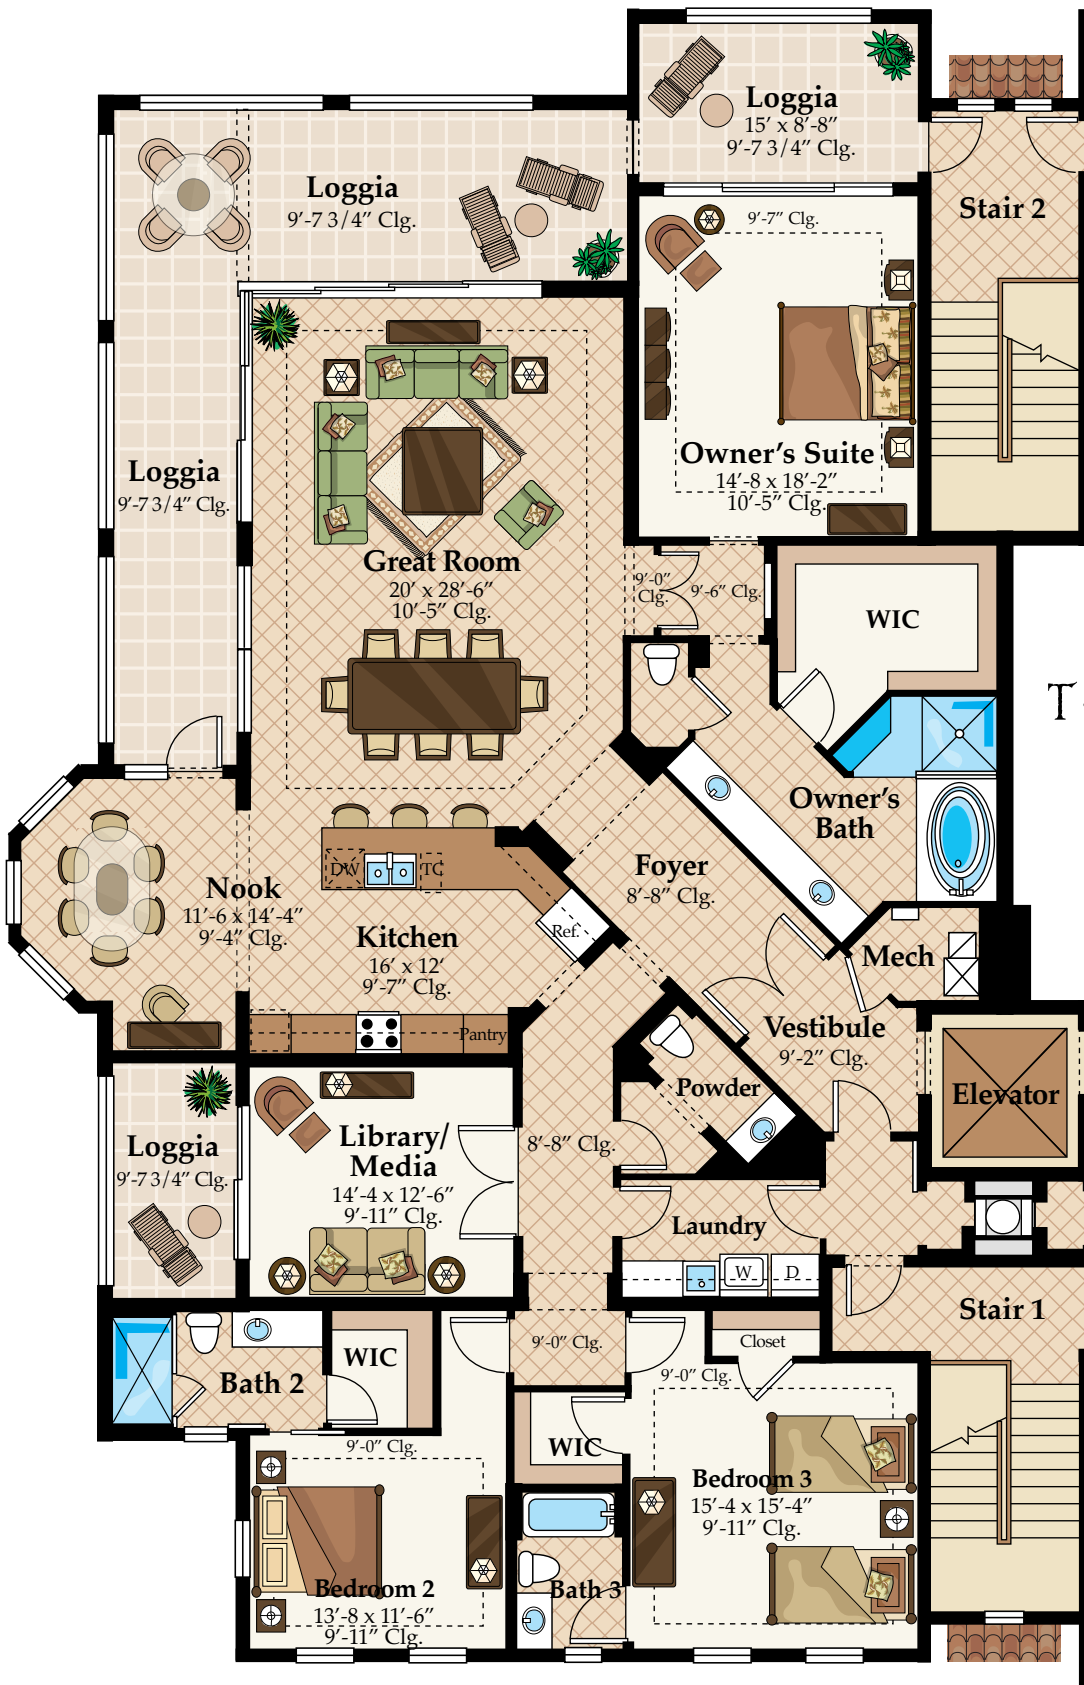 Loggia
15' x 8'-8"
9'-7 3/4" Clg.
Loggia
9'-7 3/4" Clg.
Stair 2
9'-7" Clg.
Owner's Suite
14'-8 x 18'-2"
10'-5" Clg.
Loggia
9'-7 3/4" Clg.
Great Room
20' x 28'-6"
10'-5" Clg.
9'-0"
Clg.
9'-6" Clg.
WIC
Owner's
Bath
Foyer
8'-8" Clg.
DW
TC
Nook
11'-6 x 14'-4"
9'-4" Clg.
Ref.
Kitchen
16' x 12'
9'-7" Clg.
Mech
Pantry
Vestibule
9'-2" Clg.
Powder
Elevator
Loggia
9'-7 3/4" Clg.
Library/
Media
14'-4 x 12'-6"
9'-11" Clg.
8'-8" Clg.
Laundry
W
D
Stair 1
9'-0" Clg.
Closet
WIC
Bath 2
9'-0" Clg.
9'-0" Clg.
WIC
Bedroom 3
15'-4 x 15'-4"
9'-11" Clg.
Bedroom 2
13'-8 x 11'-6"
9'-11" Clg.
Bath 3